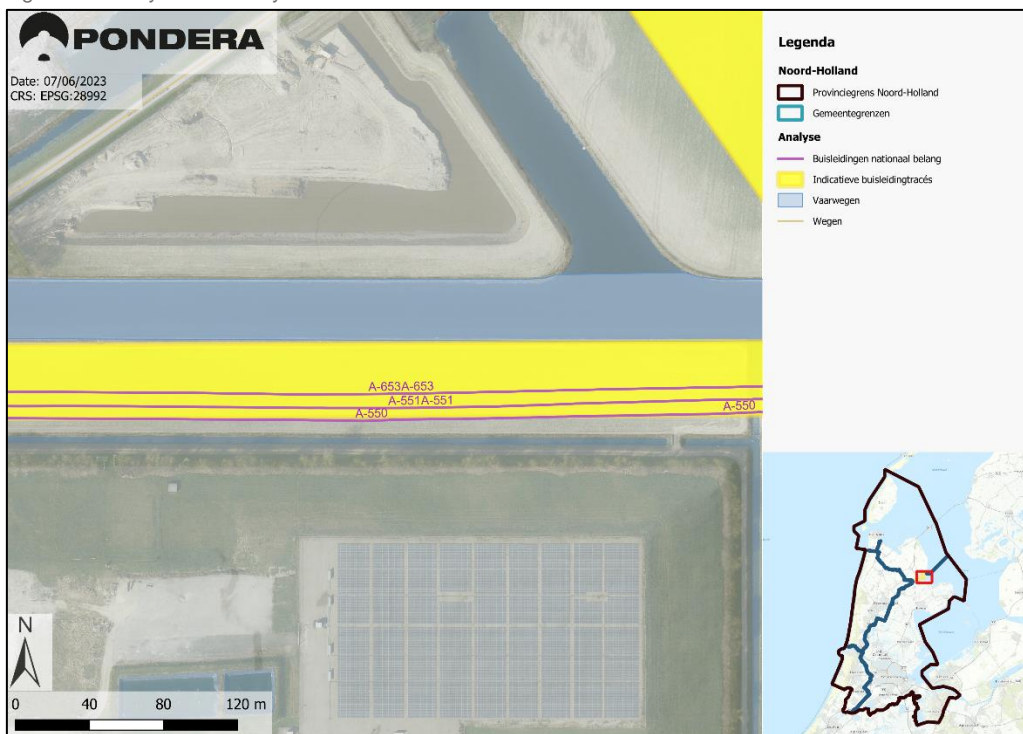 PONDERA
Date: 07/06/2023
CRS: EPSG:28992
A-653A-653
A-551A-551
A-550
A-550
N
0 40 80 120 m
Legenda
Noord-Holland
Provinciegrens Noord-Holland
Gemeentegrenzen
Analyse
Buisleidingen nationaal belang
Indicatieve buisleidingtracés
Vaarwegen
Wegen